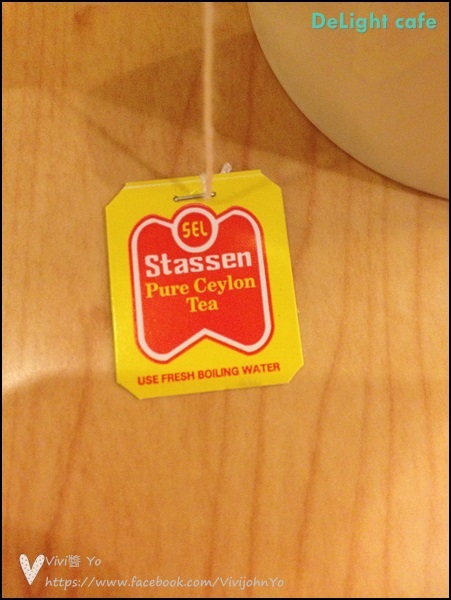 DeLight cafe
SEL
Stassen
Pure Ceylon
Tea
USE FRESH BOILING WATER
Vivi醬 Yo
https://www.facebook.com/VivijohnYo